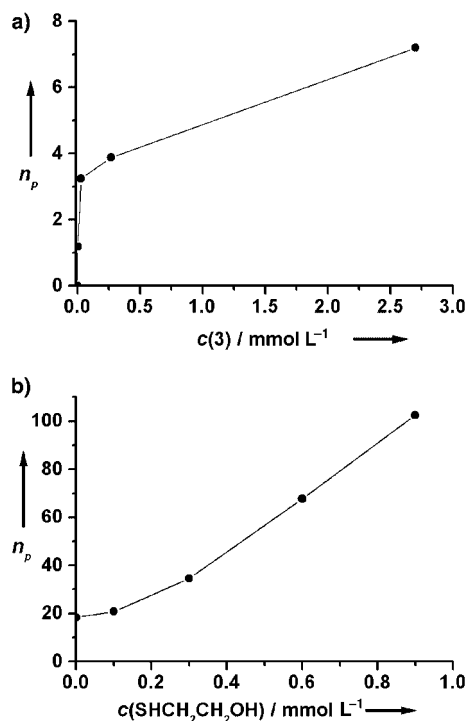 a)
8
6
4
2
0
n_p
0.0 0.5 1.0 1.5 2.0 2.5 3.0
c(3) / mmol L⁻¹
b)
100
80
60
40
20
0
n_p
0.0 0.2 0.4 0.6 0.8 1.0
c(SHCH₂CH₂OH) / mmol L⁻¹